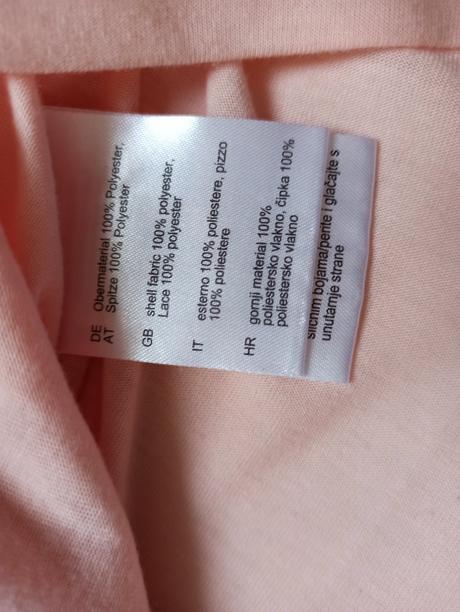 DE Obermaterial 100% Polyester,
AT Spitze 100% Polyester
GB shell fabric 100% polyester,
Lace 100% polyester
IT esterno 100% poliestere, pizzo
100% poliestere
HR gornji material 100%
poliestersko vlakno, čipka 100%
poliestersko vlakno
sličnim bojama/perite i glačajte s
unutarnje strane